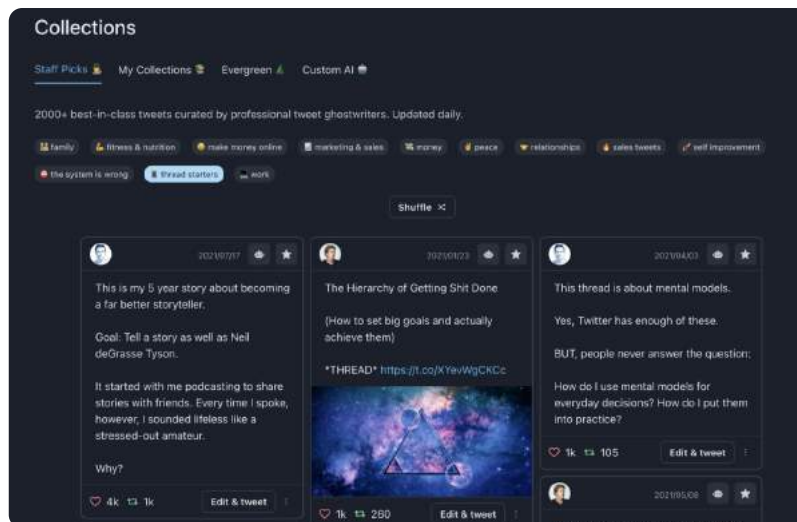 Collections
Staff Picks My Collections Evergreen Custom AI
2000+ best-in-class tweets curated by professional tweet ghostwriters. Updated daily.
family fitness & nutrition make money online marketing & sales money peace relationships sales tweets self improvement
the system is wrong thread starters work
Shuffle
2021/07/17
This is my 5 year story about becoming
a far better storyteller.
Goal: Tell a story as well as Neil
deGrasse Tyson.
It started with me podcasting to share
stories with friends. Every time I spoke,
however, I sounded lifeless like a
stressed-out amateur.
Why?
4k 1k Edit & tweet
2021/01/23
The Hierarchy of Getting Shit Done
(How to set big goals and actually
achieve them)
*THREAD* https://t.co/XYevWgCKCc
1k 260 Edit & tweet
2021/04/03
This thread is about mental models.
Yes, Twitter has enough of these.
BUT, people never answer the question:
How do I use mental models for
everyday decisions? How do I put them
into practice?
1k 105 Edit & tweet
2021/05/08